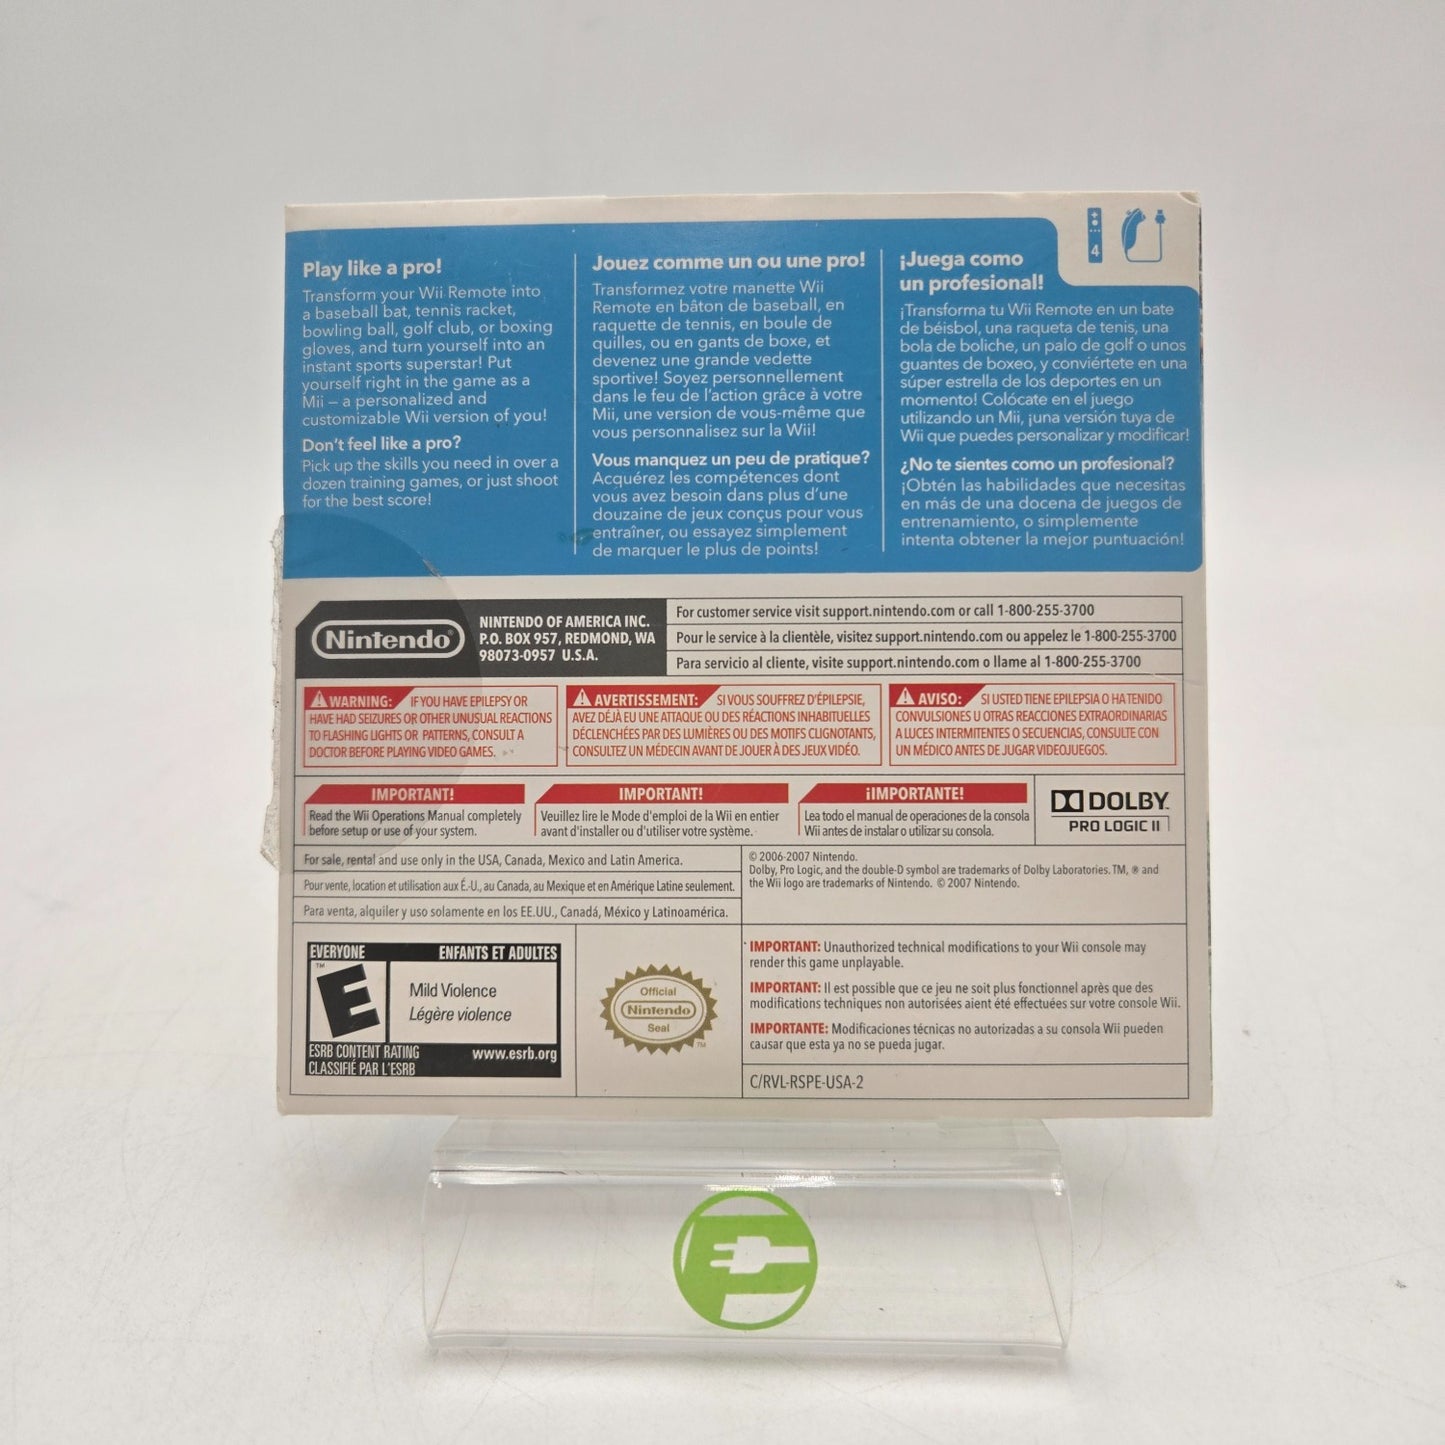 4
Play like a pro!
Transform your Wii Remote into
a baseball bat, tennis racket,
bowling ball, golf club, or boxing
gloves, and turn yourself into an
instant sports superstar! Put
yourself right in the game as a
Mii – a personalized and
customizable Wii version of you!
Don't feel like a pro?
Pick up the skills you need in over a
dozen training games, or just shoot
for the best score!
Jouez comme un ou une pro!
Transformez votre manette Wii
Remote en bâton de baseball, en
raquette de tennis, en boule de
quilles, ou en gants de boxe, et
devenez une grande vedette
sportive! Soyez personnellement
dans le feu de l'action grâce à votre
Mii, une version de vous-même que
vous personnalisez sur la Wii!
Vous manquez un peu de pratique?
Acquérez les compétences dont
vous avez besoin dans plus d'une
douzaine de jeux conçus pour vous
entraîner, ou essayez simplement
de marquer le plus de points!
¡Juega como
un profesional!
¡Transforma tu Wii Remote en un bate
de béisbol, una raqueta de tenis, una
bola de boliche, un palo de golf o unos
guantes de boxeo, y conviértete en una
súper estrella de los deportes en un
momento! Colócate en el juego
utilizando un Mii, ¡una versión tuya de
Wii que puedes personalizar y modificar!
¿No te sientes como un profesional?
¡Obtén las habilidades que necesitas
en más de una docena de juegos de
entrenamiento, o simplemente
intenta obtener la mejor puntuación!
Nintendo®
NINTENDO OF AMERICA INC.
P.O. BOX 957, REDMOND, WA
98073-0957 U.S.A.
For customer service visit support.nintendo.com or call 1-800-255-3700
Pour le service à la clientèle, visitez support.nintendo.com ou appelez le 1-800-255-3700
Para servicio al cliente, visite support.nintendo.com o llame al 1-800-255-3700
WARNING: IF YOU HAVE EPILEPSY OR
HAVE HAD SEIZURES OR OTHER UNUSUAL REACTIONS
TO FLASHING LIGHTS OR PATTERNS, CONSULT A
DOCTOR BEFORE PLAYING VIDEO GAMES.
AVERTISSEMENT: SI VOUS SOUFFREZ D'ÉPILEPSIE,
AVEZ DÉJÀ EU UNE ATTAQUE OU DES RÉACTIONS INHABITUELLES
DÉCLENCHÉES PAR DES LUMIÈRES OU DES MOTIFS CLIGNOTANTS,
CONSULTEZ UN MÉDECIN AVANT DE JOUER À DES JEUX VIDÉO.
AVISO: SI USTED TIENE EPILEPSIA O HA TENIDO
CONVULSIONES U OTRAS REACCIONES EXTRAORDINARIAS
A LUCES INTERMITENTES O SECUENCIAS, CONSULTE CON
UN MÉDICO ANTES DE JUGAR VIDEOJUEGOS.
IMPORTANT!
Read the Wii Operations Manual completely
before setup or use of your system.
IMPORTANT!
Veuillez lire le Mode d'emploi de la Wii en entier
avant d'installer ou d'utiliser votre système.
¡IMPORTANTE!
Lea todo el manual de operaciones de la consola
Wii antes de instalar o utilizar su consola.
DOLBY™
PRO LOGIC II
For sale, rental and use only in the USA, Canada, Mexico and Latin America.
Pour vente, location et utilisation aux É.-U., au Canada, au Mexique et en Amérique Latine seulement.
Para venta, alquiler y uso solamente en los EE.UU., Canadá, México y Latinoamérica.
© 2006-2007 Nintendo.
Dolby, Pro Logic, and the double-D symbol are trademarks of Dolby Laboratories. TM, ® and
the Wii logo are trademarks of Nintendo. © 2007 Nintendo.
EVERYONE ENFANTS ET ADULTES
™
E
Mild Violence
Légère violence
ESRB CONTENT RATING www.esrb.org
CLASSIFIÉ PAR L'ESRB
Official
Nintendo
Seal
TM
IMPORTANT: Unauthorized technical modifications to your Wii console may
render this game unplayable.
IMPORTANT: Il est possible que ce jeu ne soit plus fonctionnel après que des
modifications techniques non autorisées aient été effectuées sur votre console Wii.
IMPORTANTE: Modificaciones técnicas no autorizadas a su consola Wii pueden
causar que esta ya no se pueda jugar.
C/RVL-RSPE-USA-2